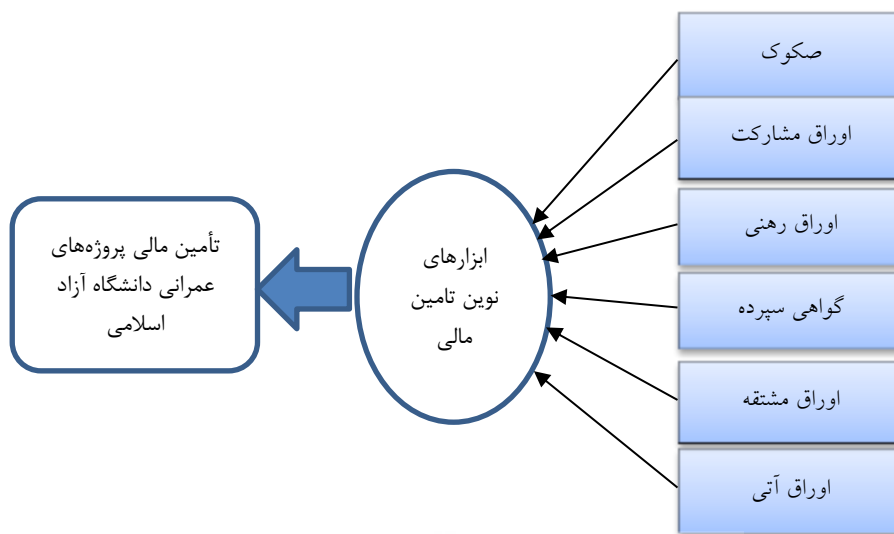 صکوک
اوراق مشارکت
اوراق رهنی
گواهی سپرده
اوراق مشتقه
اوراق آتی
ابزارهای
نوین تامین
مالی
تأمین مالی پروژه‌های
عمرانی دانشگاه آزاد
اسلامی